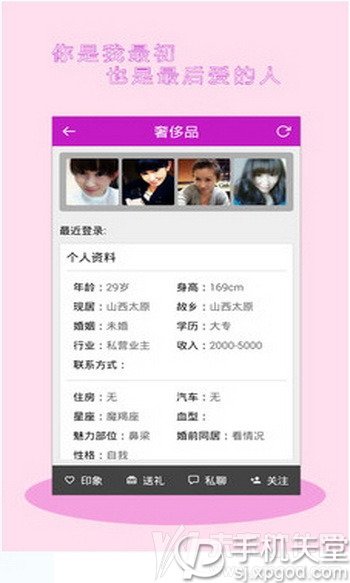 你是我最初
也是最后爱的人
奢侈品
最近登录:
个人资料
年龄：29岁 身高：169cm
现居：山西太原 故乡：山西太原
婚姻：未婚 学历：大专
行业：私营业主 收入：2000-5000
联系方式：
住房：无 汽车：无
星座：魔羯座 血型：
魅力部位：鼻梁 婚前同居：看情况
性格：自我
印象 送礼 私聊 关注
手机天堂
sj.xpgod.com